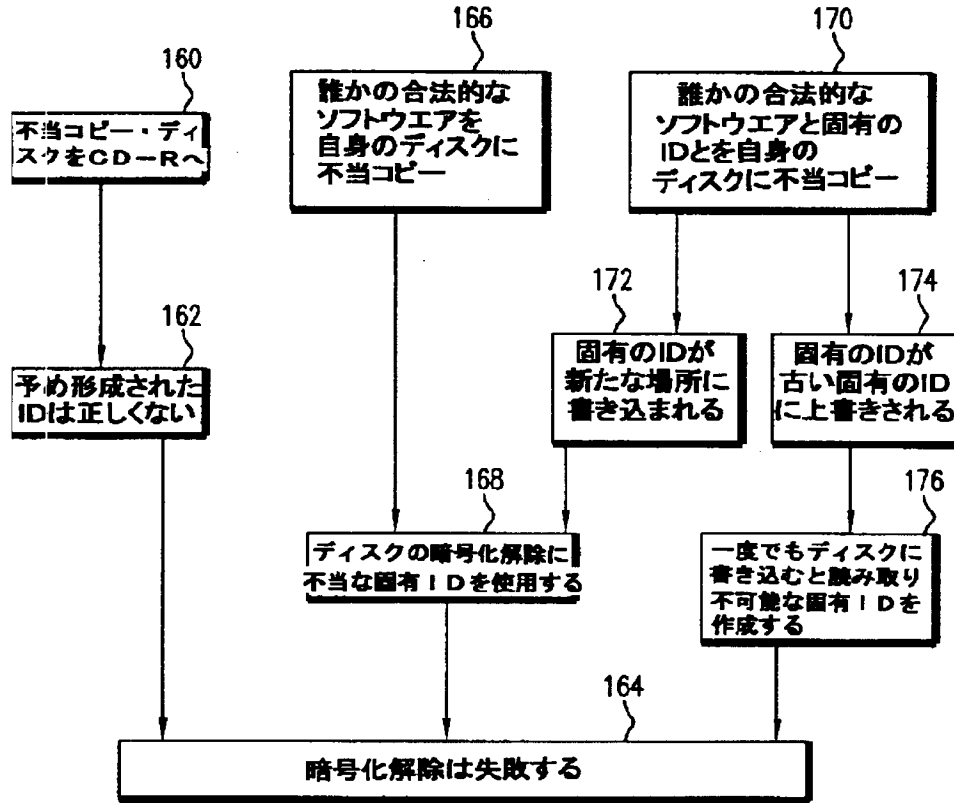 160
不当コピー・ディ
スクをCD-Rへ
166
誰かの合法的な
ソフトウエアを
自身のディスクに
不当コピー
170
誰かの合法的な
ソフトウエアと固有の
IDとを自身の
ディスクに不当コピー
162
予め形成された
IDは正しくない
172
固有のIDが
新たな場所に
書き込まれる
174
固有のIDが
古い固有のID
に上書きされる
168
ディスクの暗号化解除に
不当な固有IDを使用する
176
一度でもディスクに
書き込むと読み取り
不可能な固有IDを
作成する
164
暗号化解除は失敗する